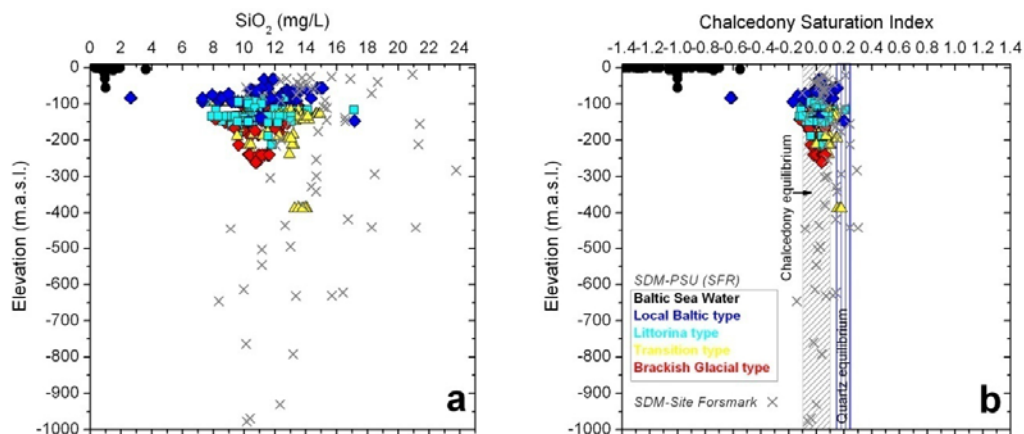 SiO2 (mg/L)
0 2 4 6 8 10 12 14 16 18 20 22 24
Elevation (m.a.s.l.)
0
-100
-200
-300
-400
-500
-600
-700
-800
-900
-1000
a
Chalcedony Saturation Index
-1.4 -1.2 -1.0 -0.8 -0.6 -0.4 -0.2 0.0 0.2 0.4 0.6 0.8 1.0 1.2 1.4
Elevation (m.a.s.l.)
0
-100
-200
-300
-400
-500
-600
-700
-800
-900
-1000
Chalcedony equilibrium
Quartz equilibrium
SDM-PSU (SFR)
Baltic Sea Water
Local Baltic type
Littorina type
Transition type
Brackish Glacial type
SDM-Site Forsmark
b